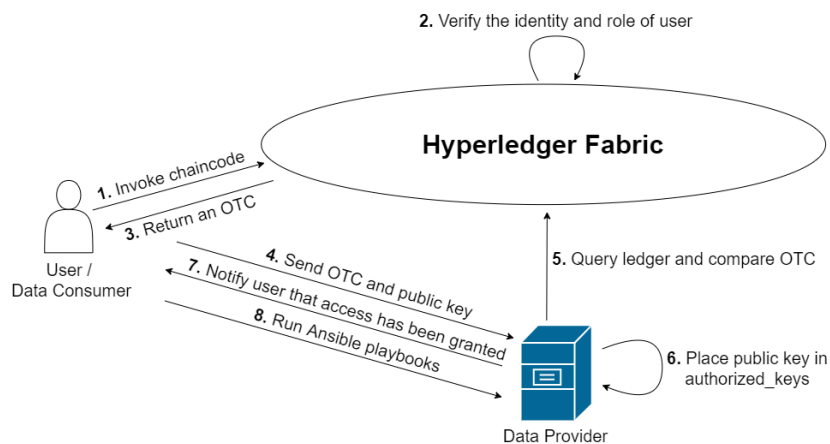 2. Verify the identity and role of user
Hyperledger Fabric
1. Invoke chaincode
3. Return an OTC
User /
Data Consumer
4. Send OTC and public key
7. Notify user that access has been granted
8. Run Ansible playbooks
5. Query ledger and compare OTC
6. Place public key in
authorized_keys
Data Provider